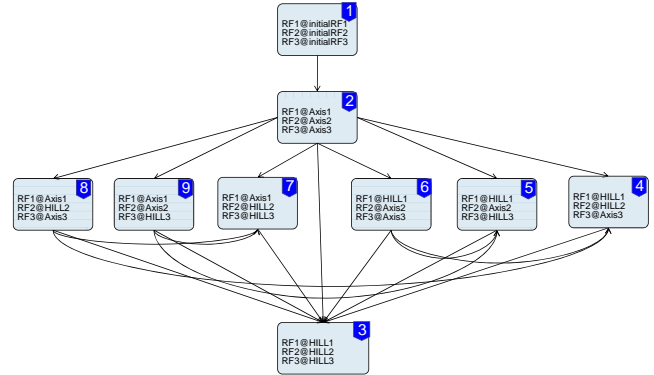 1
RF1@initialRF1
RF2@initialRF2
RF3@initialRF3
2
RF1@Axis1
RF2@Axis2
RF3@Axis3
8
RF1@Axis1
RF2@HILL2
RF3@Axis3
9
RF1@Axis1
RF2@Axis2
RF3@HILL3
7
RF1@Axis1
RF2@HILL2
RF3@HILL3
6
RF1@HILL1
RF2@Axis2
RF3@Axis3
5
RF1@HILL1
RF2@Axis2
RF3@HILL3
4
RF1@HILL1
RF2@HILL2
RF3@Axis3
3
RF1@HILL1
RF2@HILL2
RF3@HILL3